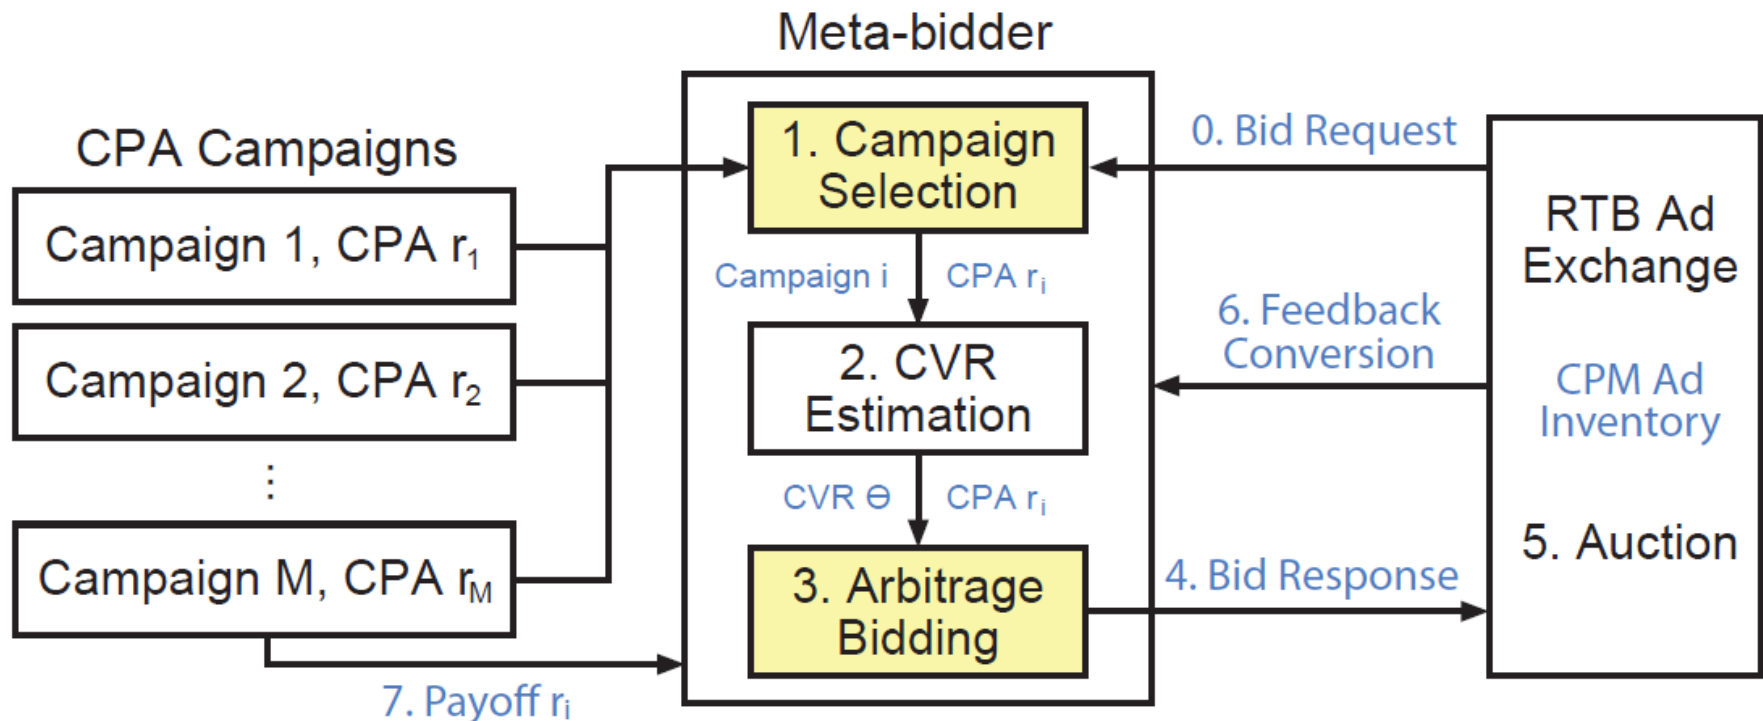 Meta-bidder
CPA Campaigns
Campaign 1, CPA r₁
Campaign 2, CPA r₂
⋮
Campaign M, CPA r_M
7. Payoff rᵢ
1. Campaign
Selection
Campaign i
CPA rᵢ
2. CVR
Estimation
CVR Θ
CPA rᵢ
3. Arbitrage
Bidding
0. Bid Request
6. Feedback
Conversion
4. Bid Response
RTB Ad
Exchange
CPM Ad
Inventory
5. Auction